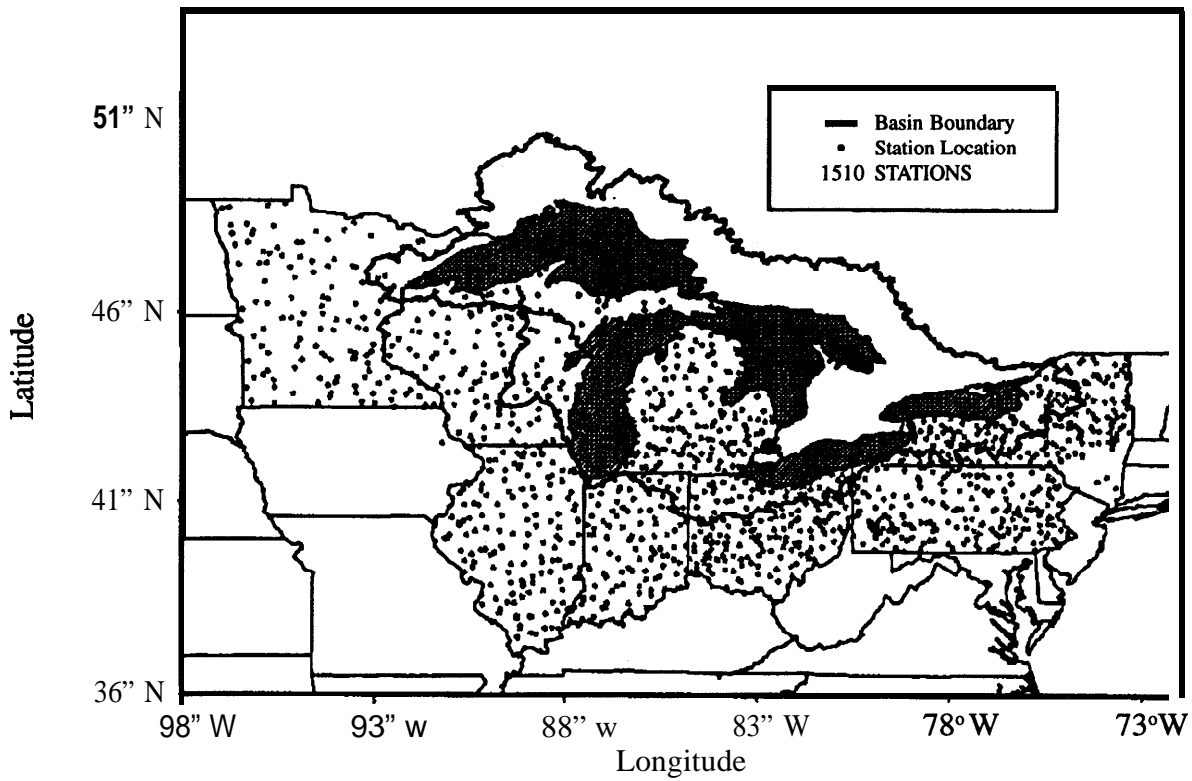 51” N
Basin Boundary
Station Location
1510 STATIONS
46” N
Latitude
41” N
36” N
98” W
93” w
88” w
83” W
78° W
73°W
Longitude